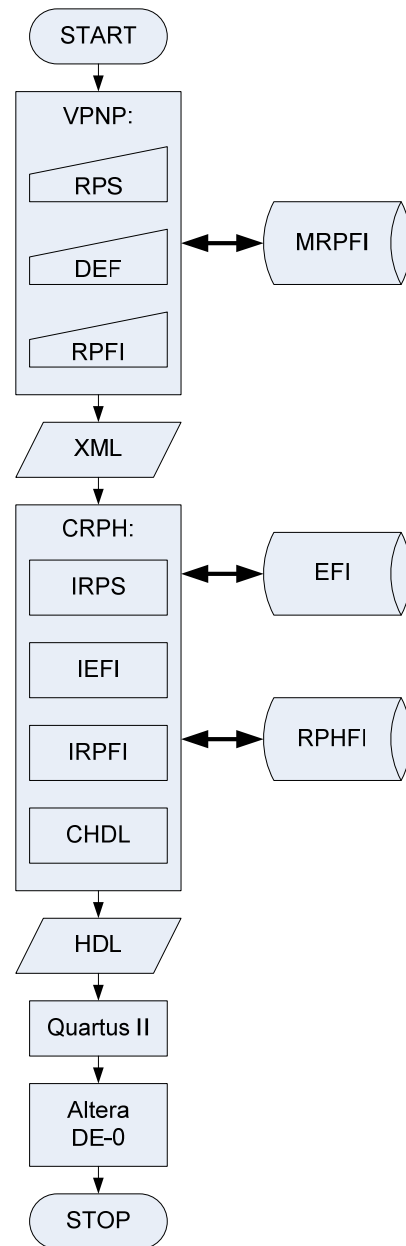 START
VPNP:
RPS
DEF
RPFI
MRPFI
XML
CRPH:
IRPS
IEFI
IRPFI
CHDL
EFI
RPHFI
HDL
Quartus II
Altera
DE-0
STOP